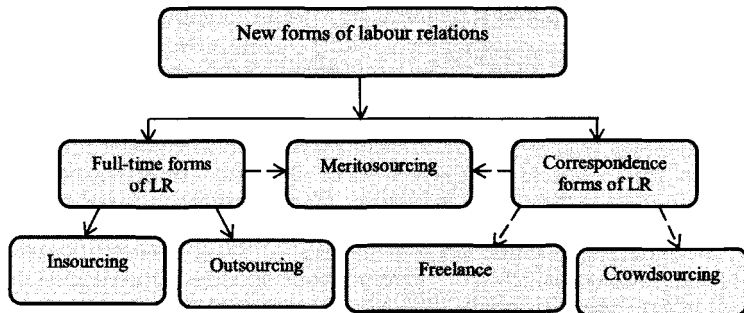 New forms of labour relations
Full-time forms
of LR
Meritosourcing
Correspondence
forms of LR
Insourcing
Outsourcing
Freelance
Crowdsourcing